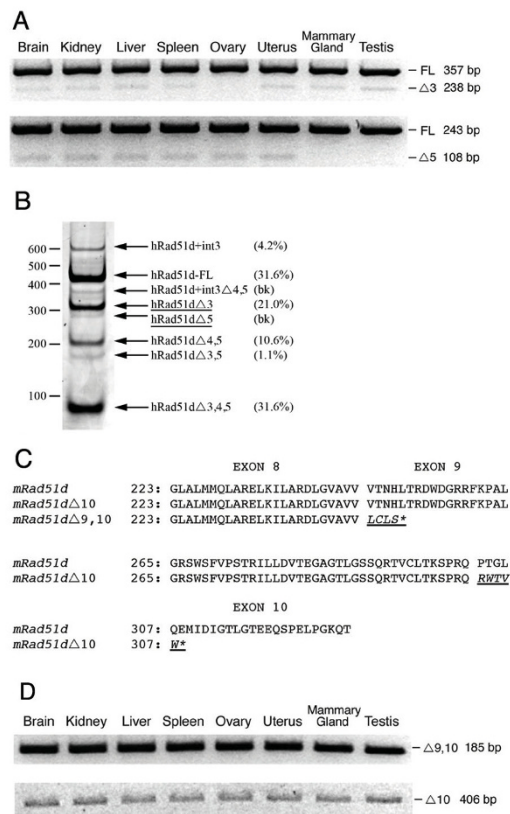 A
Brain Kidney Liver Spleen Ovary Uterus Mammary Gland Testis
FL 357 bp
△3 238 bp
FL 243 bp
△5 108 bp
B
600 hRad51d+int3 (4.2%)
500
hRad51d-FL (31.6%)
400
hRad51d+int3△4,5 (bk)
300 hRad51d△3 (21.0%)
hRad51d△5 (bk)
200 hRad51d△4,5 (10.6%)
hRad51d△3,5 (1.1%)
100
hRad51d△3,4,5 (31.6%)
C
EXON 8 EXON 9
mRad51d 223: GLALMMQLARELKILARDLGVAVV VTNHLTRDWDGRRFKPAL
mRad51d△10 223: GLALMMQLARELKILARDLGVAVV VTNHLTRDWDGRRFKPAL
mRad51d△9,10 223: GLALMMQLARELKILARDLGVAVV LCLS*
mRad51d 265: GRSWSFVPSTRILLDVTEGAGTLGSSQRTVCLTKSPRQ PTGL
mRad51d△10 265: GRSWSFVPSTRILLDVTEGAGTLGSSQRTVCLTKSPRQ RWTV
EXON 10
mRad51d 307: QEMIDIGTLGTEEQSPELPGKQT
mRad51d△10 307: W*
D
Brain Kidney Liver Spleen Ovary Uterus Mammary Gland Testis
△9,10 185 bp
△10 406 bp